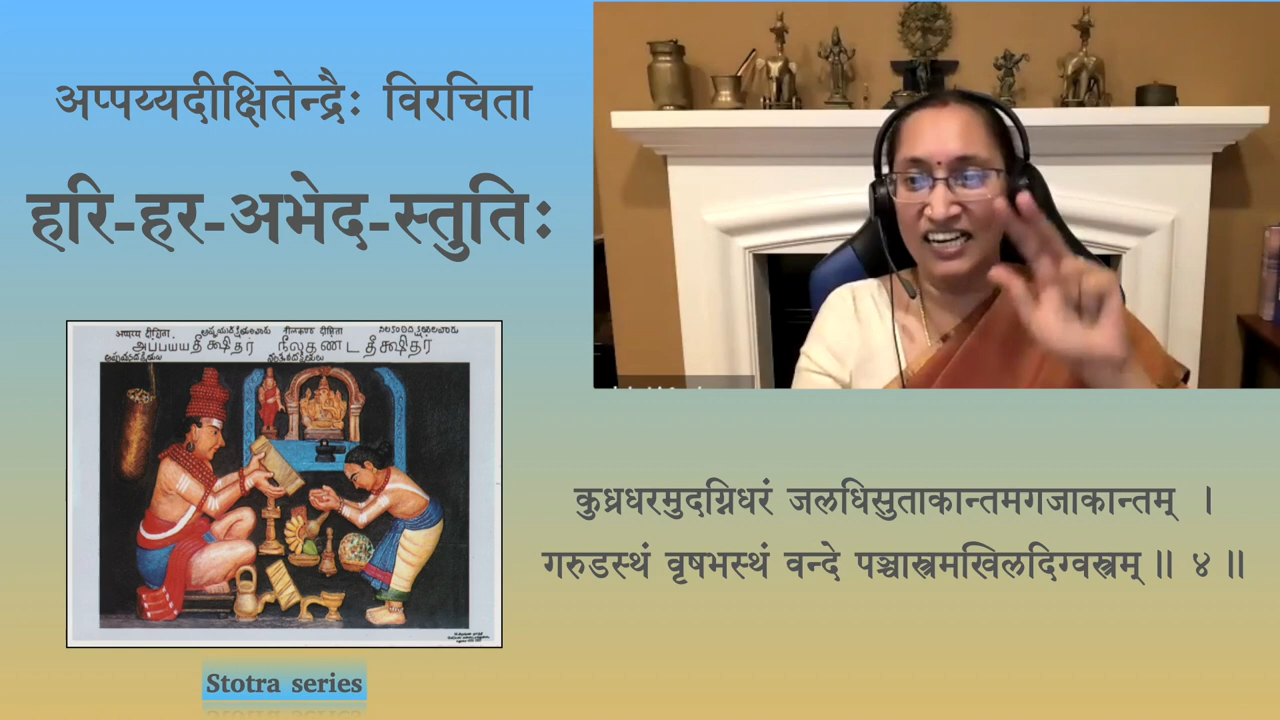 अप्पय्यदीक्षितेन्द्रैः विरचिता
हरि-हर-अभेद-स्तुतिः
अப்பய்ய தீக்ஷிதர் நீலகண்ட தீக்ஷிதர்
कुध्रधरमुदग्निधरं जलधिसुताकान्तमगजाकान्तम् ।
गरुडस्थं वृषभस्थं वन्दे पञ्चास्त्रमखिलदिग्वस्त्रम् ॥ ४ ॥
Stotra series